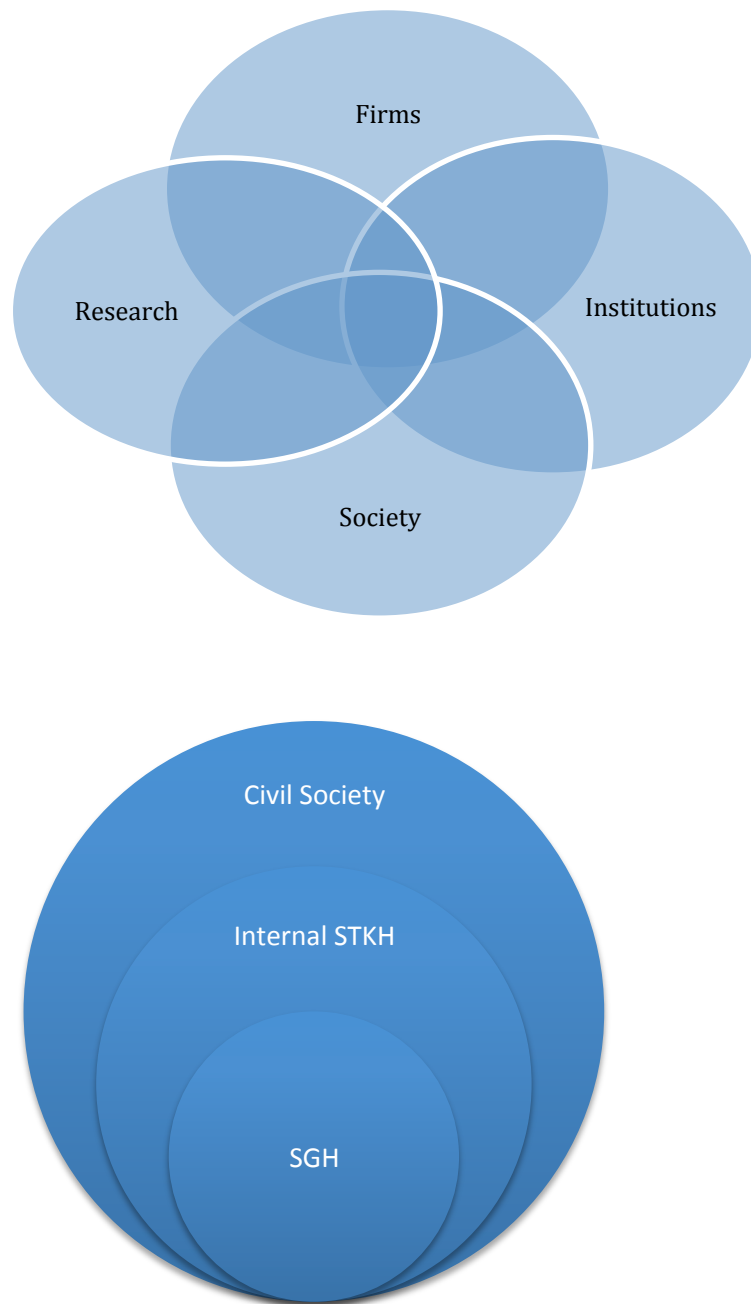 Firms
Research
Institutions
Society
Civil Society
Internal STKH
SGH